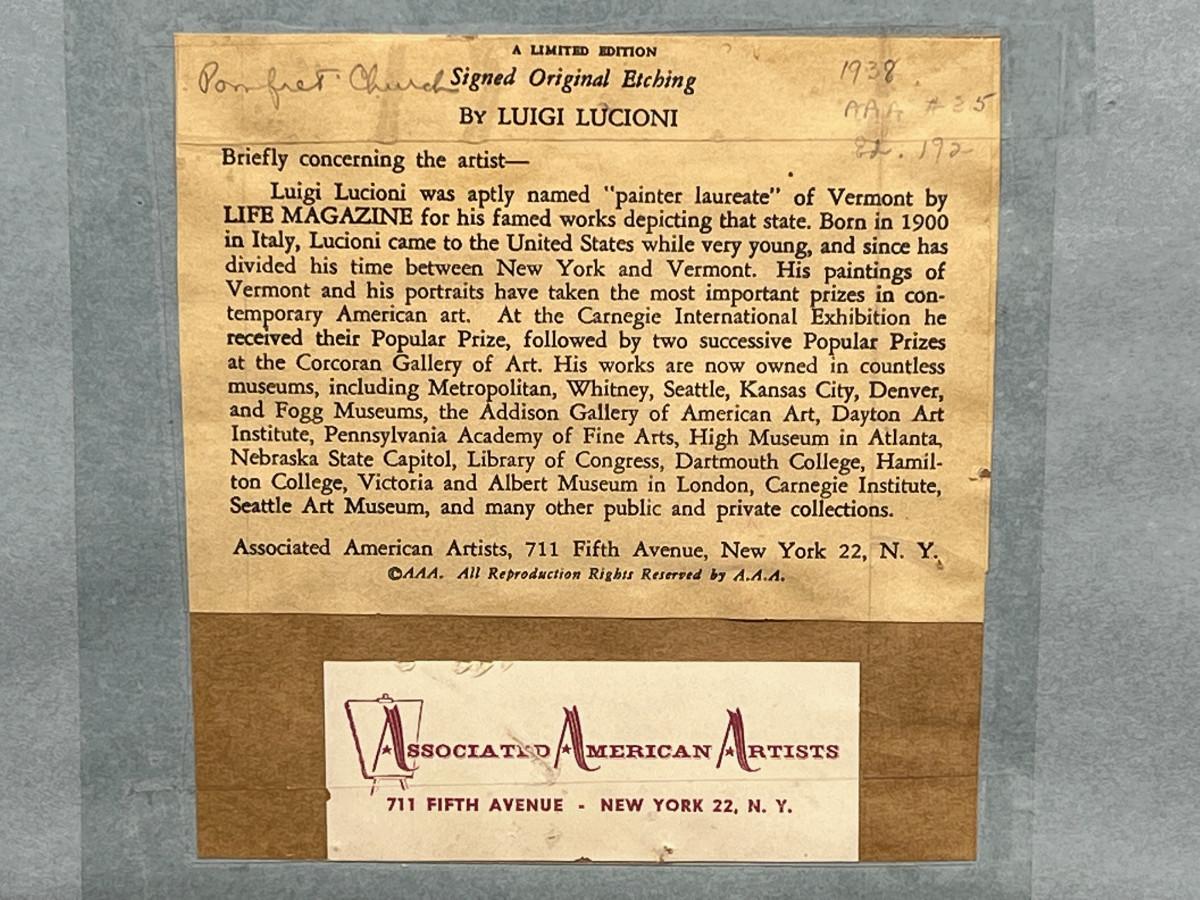 A LIMITED EDITION
Pomfret Church Signed Original Etching 1938
BY LUIGI LUCIONI AAA #35
Ed. 192
Briefly concerning the artist—
Luigi Lucioni was aptly named "painter laureate" of Vermont by
LIFE MAGAZINE for his famed works depicting that state. Born in 1900
in Italy, Lucioni came to the United States while very young, and since has
divided his time between New York and Vermont. His paintings of
Vermont and his portraits have taken the most important prizes in con-
temporary American art. At the Carnegie International Exhibition he
received their Popular Prize, followed by two successive Popular Prizes
at the Corcoran Gallery of Art. His works are now owned in countless
museums, including Metropolitan, Whitney, Seattle, Kansas City, Denver,
and Fogg Museums, the Addison Gallery of American Art, Dayton Art
Institute, Pennsylvania Academy of Fine Arts, High Museum in Atlanta,
Nebraska State Capitol, Library of Congress, Dartmouth College, Hamil-
ton College, Victoria and Albert Museum in London, Carnegie Institute,
Seattle Art Museum, and many other public and private collections.
Associated American Artists, 711 Fifth Avenue, New York 22, N. Y.
©AAA. All Reproduction Rights Reserved by A.A.A.
ASSOCIATED AMERICAN ARTISTS
711 FIFTH AVENUE - NEW YORK 22, N. Y.